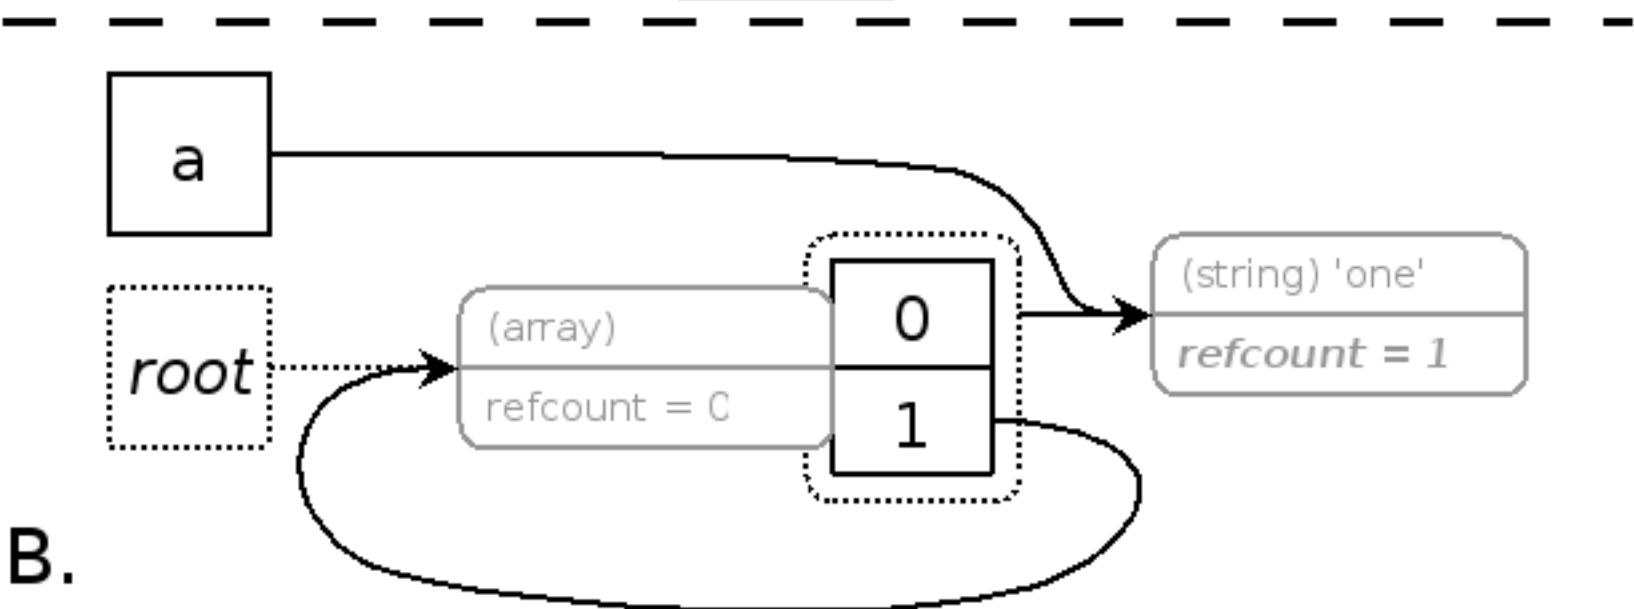 a
(string) 'one'
refcount = 1
root
(array)
refcount = 0
0
1
B.